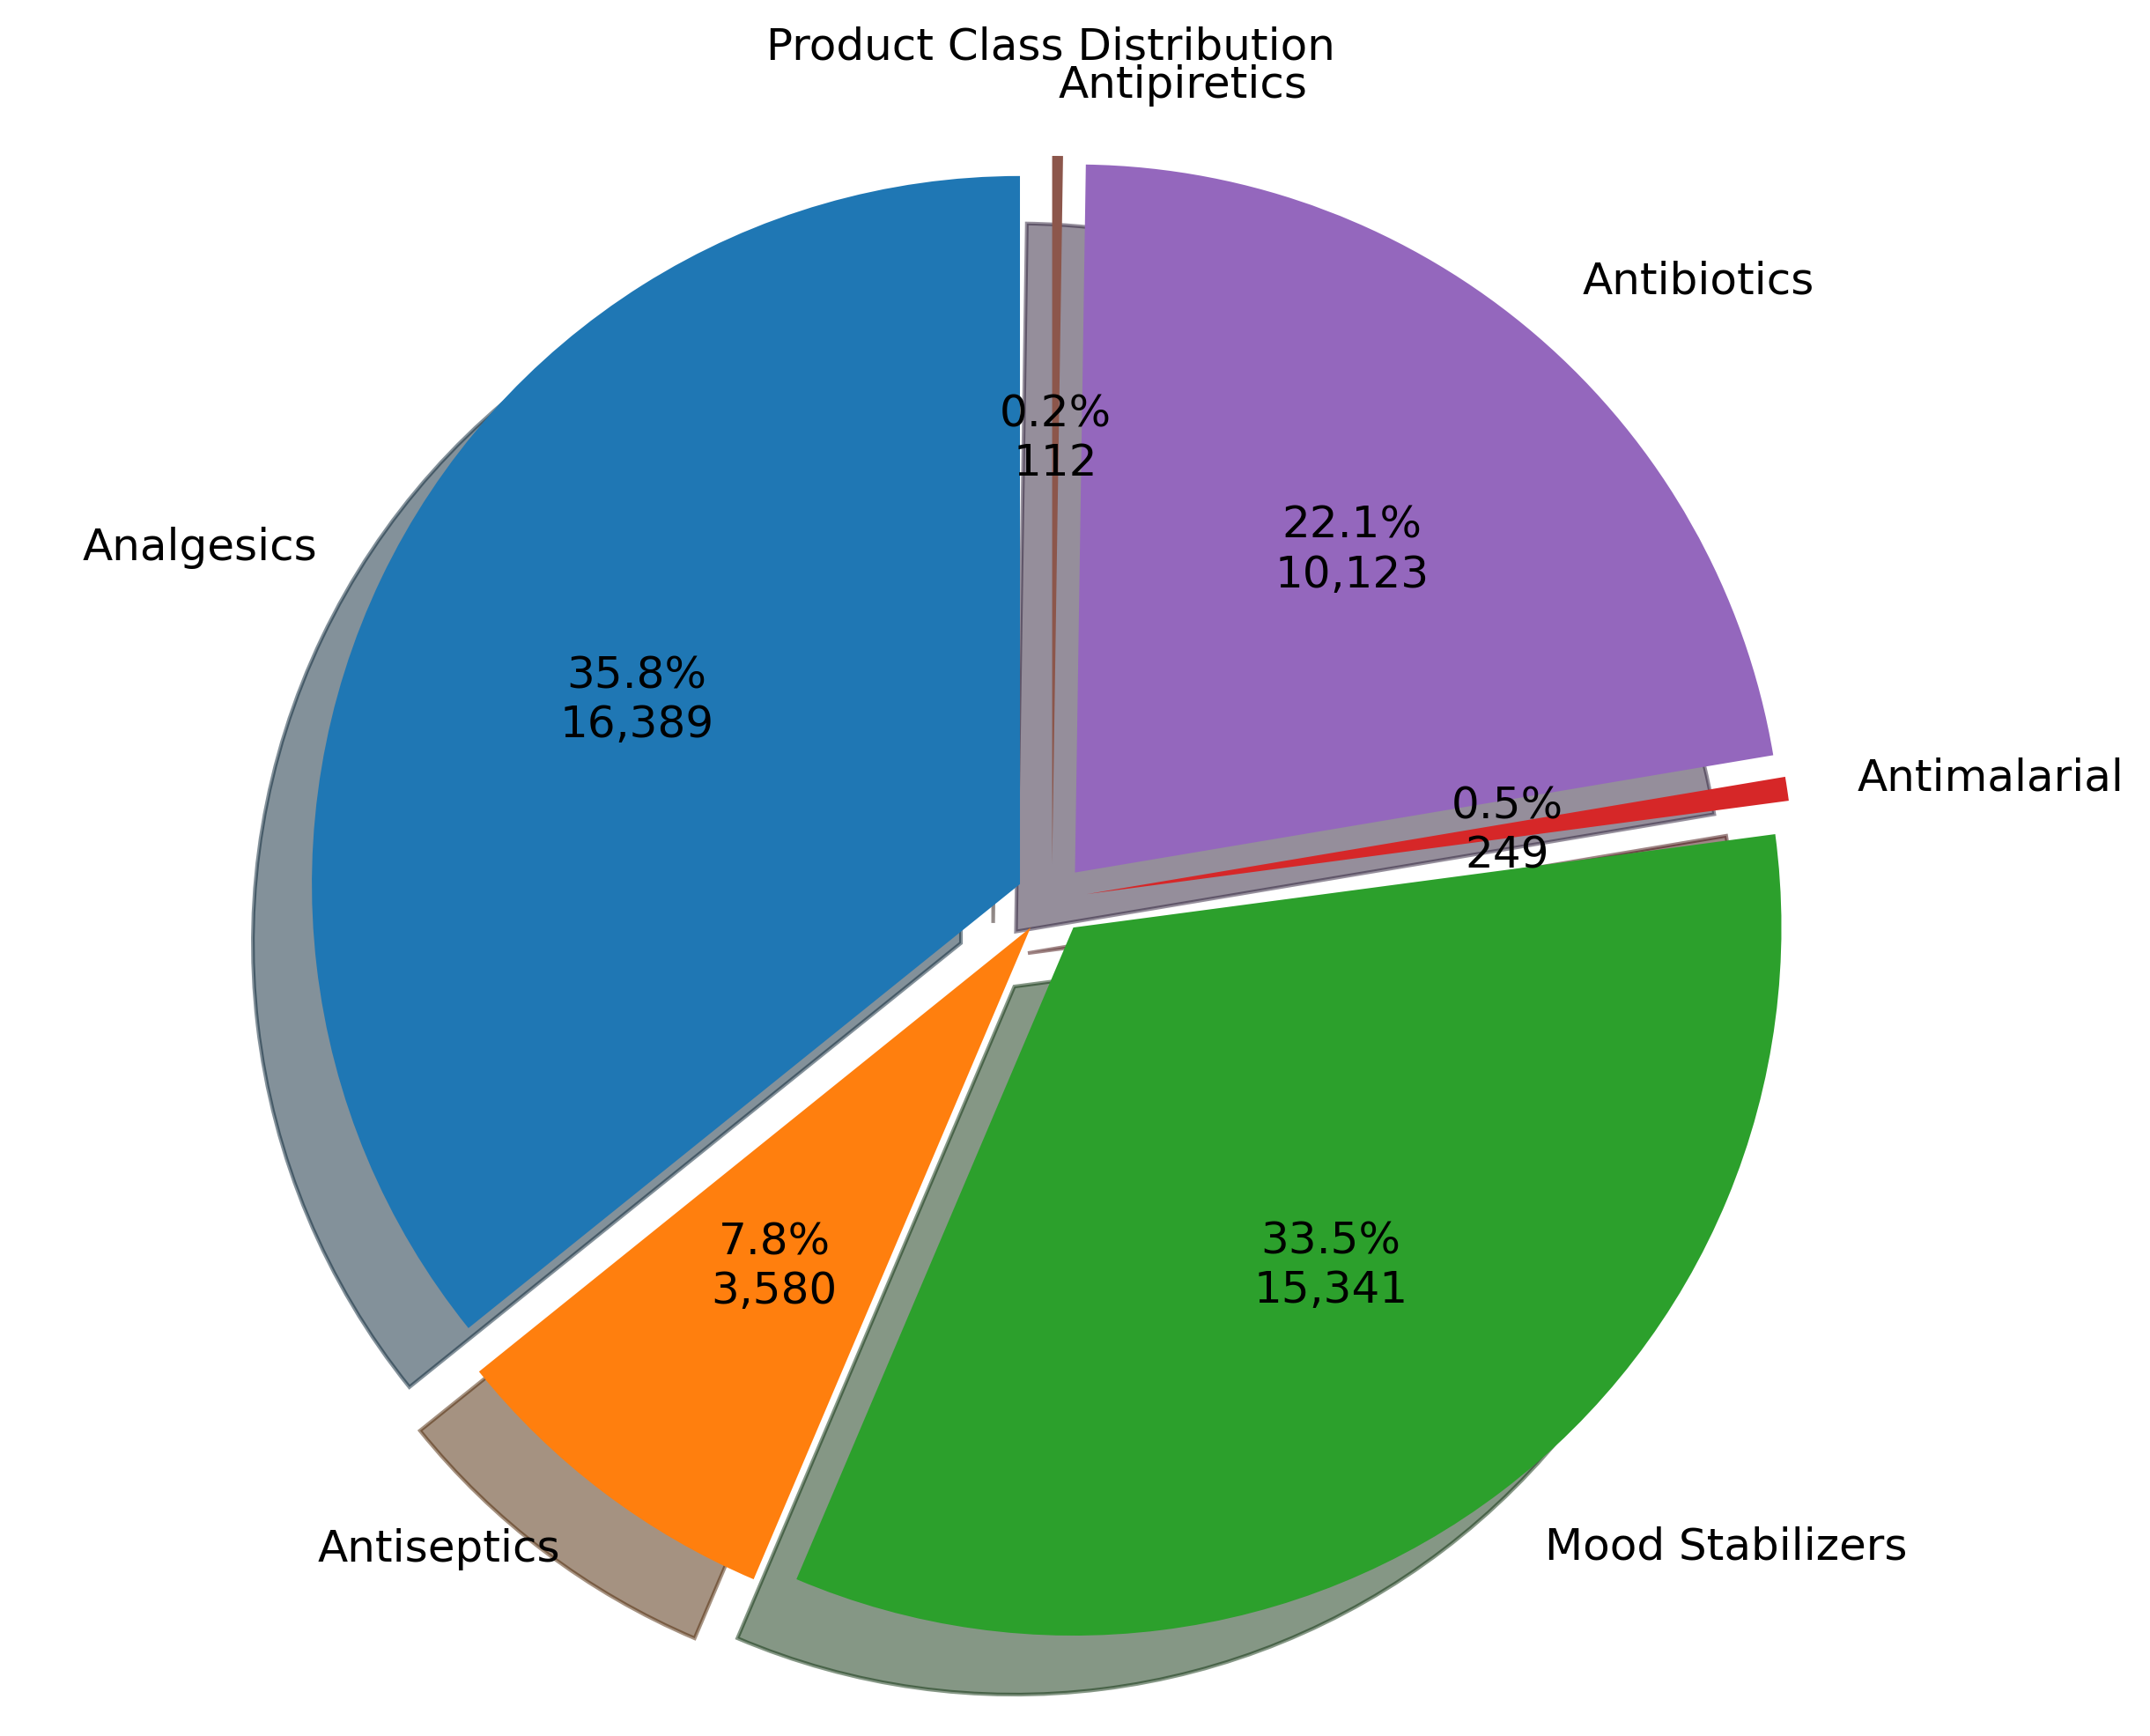 Product Class Distribution
Antipiretics
Antibiotics
0.2%
112
22.1%
10,123
Analgesics
35.8%
16,389
Antimalarial
0.5%
249
7.8%
3,580
33.5%
15,341
Antiseptics
Mood Stabilizers